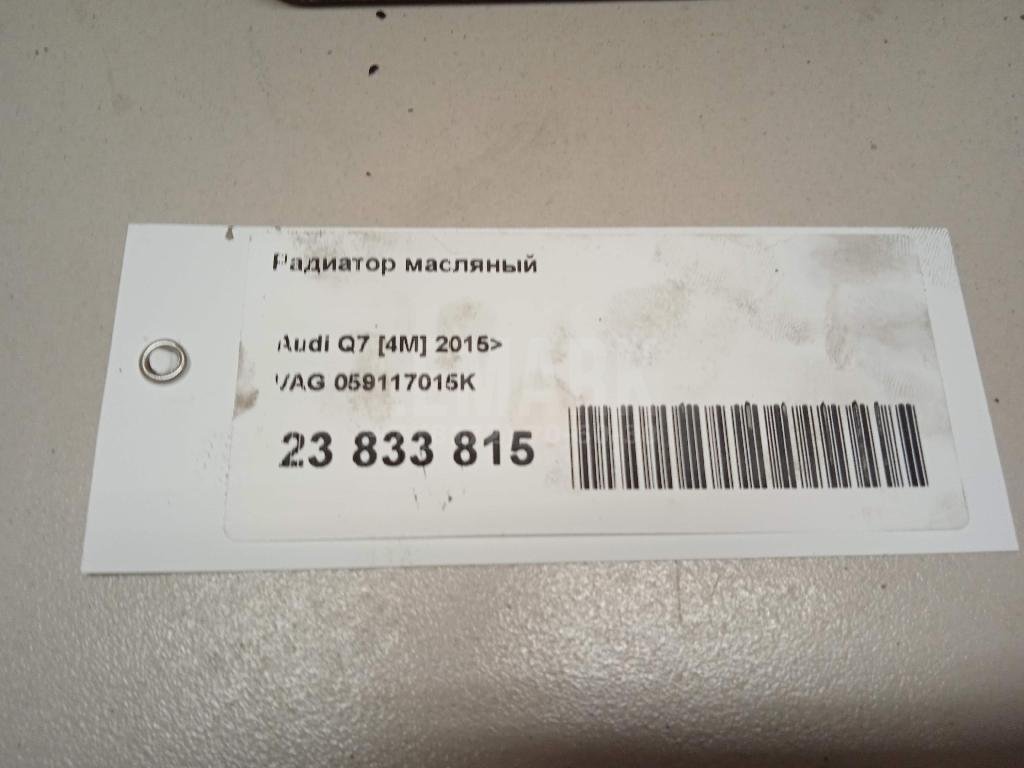 Радиатор масляный
Audi Q7 [4M] 2015>
VAG 059117015K
23 833 815